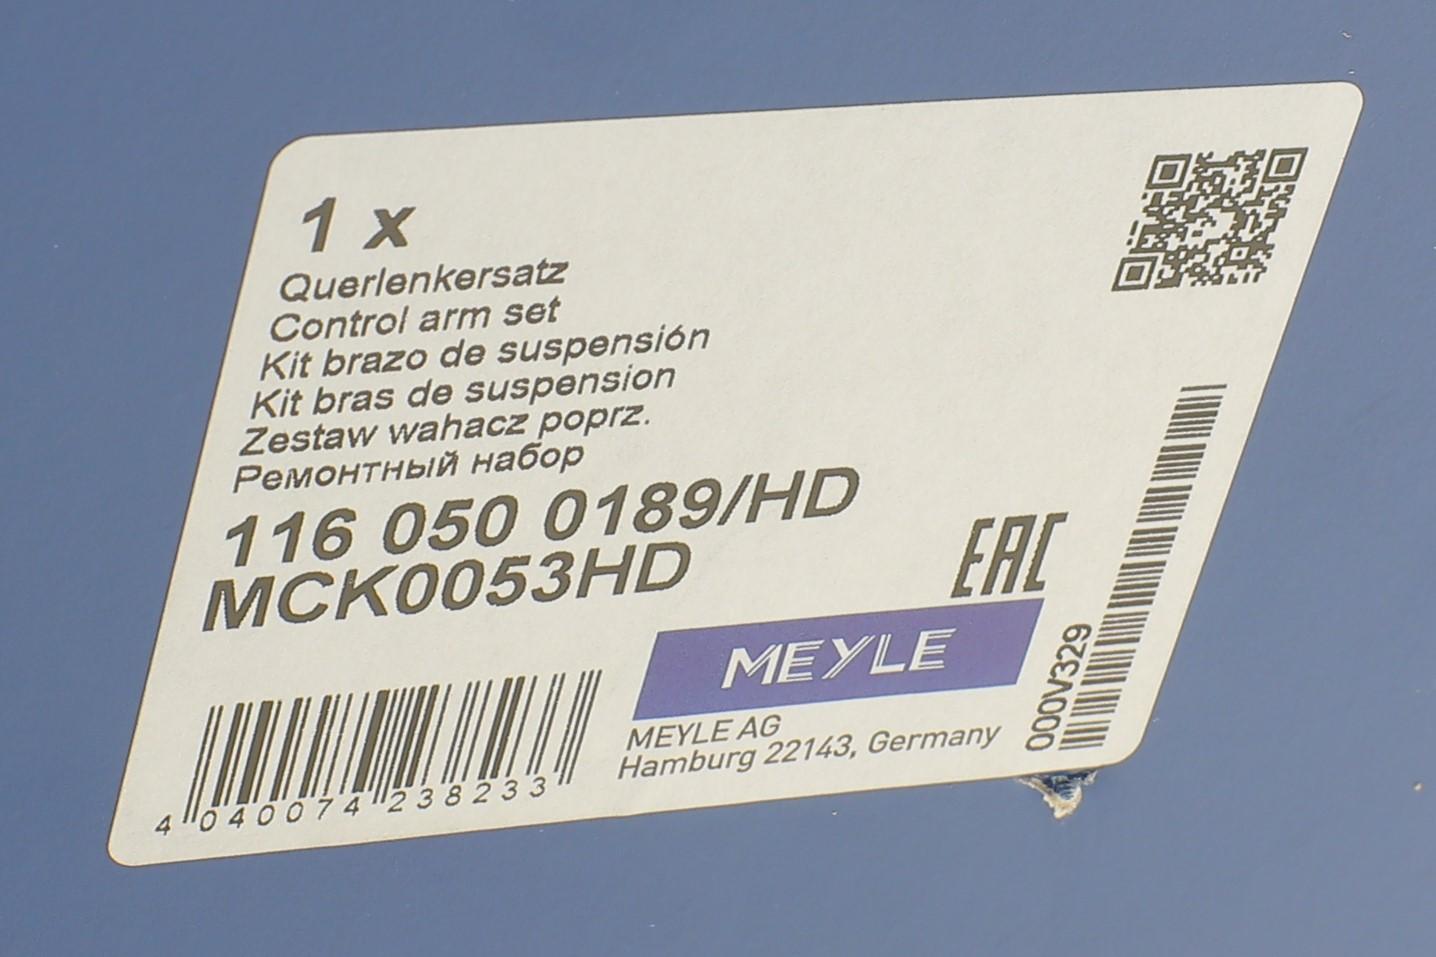 1 x
Querlenkersatz
Control arm set
Kit brazo de suspensión
Kit bras de suspension
Zestaw wahacz poprz.
Ремонтный набор
116 050 0189/HD
MCK0053HD
EAC
MEYLE
MEYLE AG
Hamburg 22143, Germany
000V329
4 040074 238233